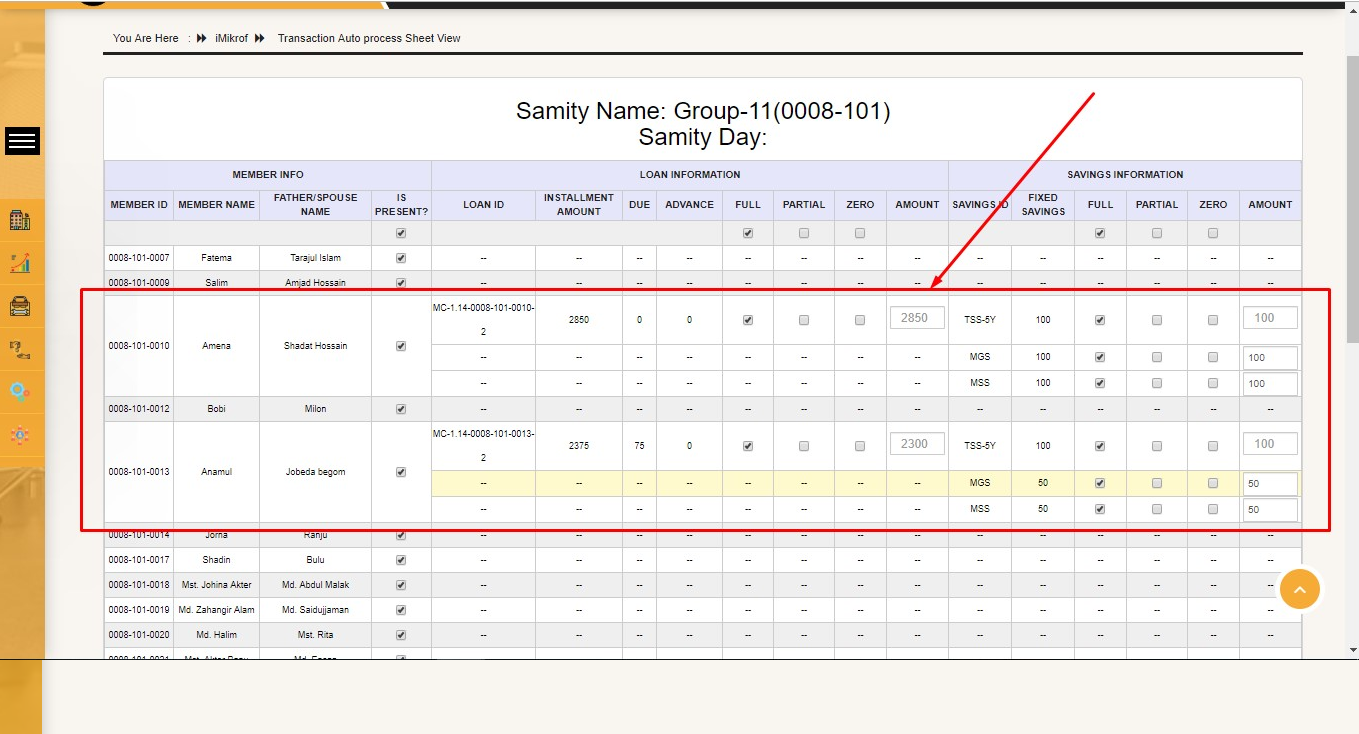 You Are Here : iMikrof Transaction Auto process Sheet View
Samity Name: Group-11(0008-101)
Samity Day:
MEMBER INFO LOAN INFORMATION SAVINGS INFORMATION
MEMBER ID MEMBER NAME FATHER/SPOUSE NAME IS PRESENT? LOAN ID INSTALLMENT AMOUNT DUE ADVANCE FULL PARTIAL ZERO AMOUNT SAVINGS ID FIXED SAVINGS FULL PARTIAL ZERO AMOUNT
0008-101-0007 Fatema Tarajul Islam -- -- -- -- -- -- -- -- -- -- -- -- -- --
0008-101-0009 Salim Amjad Hossain -- -- -- -- -- -- -- -- -- -- -- -- -- --
0008-101-0010 Amena Shadat Hossain MC-1.14-0008-101-0010-2 2850 0 0 2850 TSS-5Y 100 100
-- -- -- -- -- -- -- -- MGS 100 100
-- -- -- -- -- -- -- -- MSS 100 100
0008-101-0012 Bobi Milon -- -- -- -- -- -- -- -- -- -- -- -- -- --
0008-101-0013 Anamul Jobeda begom MC-1.14-0008-101-0013-2 2375 75 0 2300 TSS-5Y 100 100
-- -- -- -- -- -- -- -- MGS 50 50
-- -- -- -- -- -- -- -- MSS 50 50
0008-101-0014 Jorna Ranju -- -- -- -- -- -- -- -- -- -- -- -- -- --
0008-101-0017 Shadin Bulu -- -- -- -- -- -- -- -- -- -- -- -- -- --
0008-101-0018 Mst. Johina Akter Md. Abdul Malak -- -- -- -- -- -- -- -- -- -- -- -- -- --
0008-101-0019 Md. Zahangir Alam Md. Saidujjaman -- -- -- -- -- -- -- -- -- -- -- -- -- --
0008-101-0020 Md. Halim Mst. Rita -- -- -- -- -- -- -- -- -- -- -- -- -- --